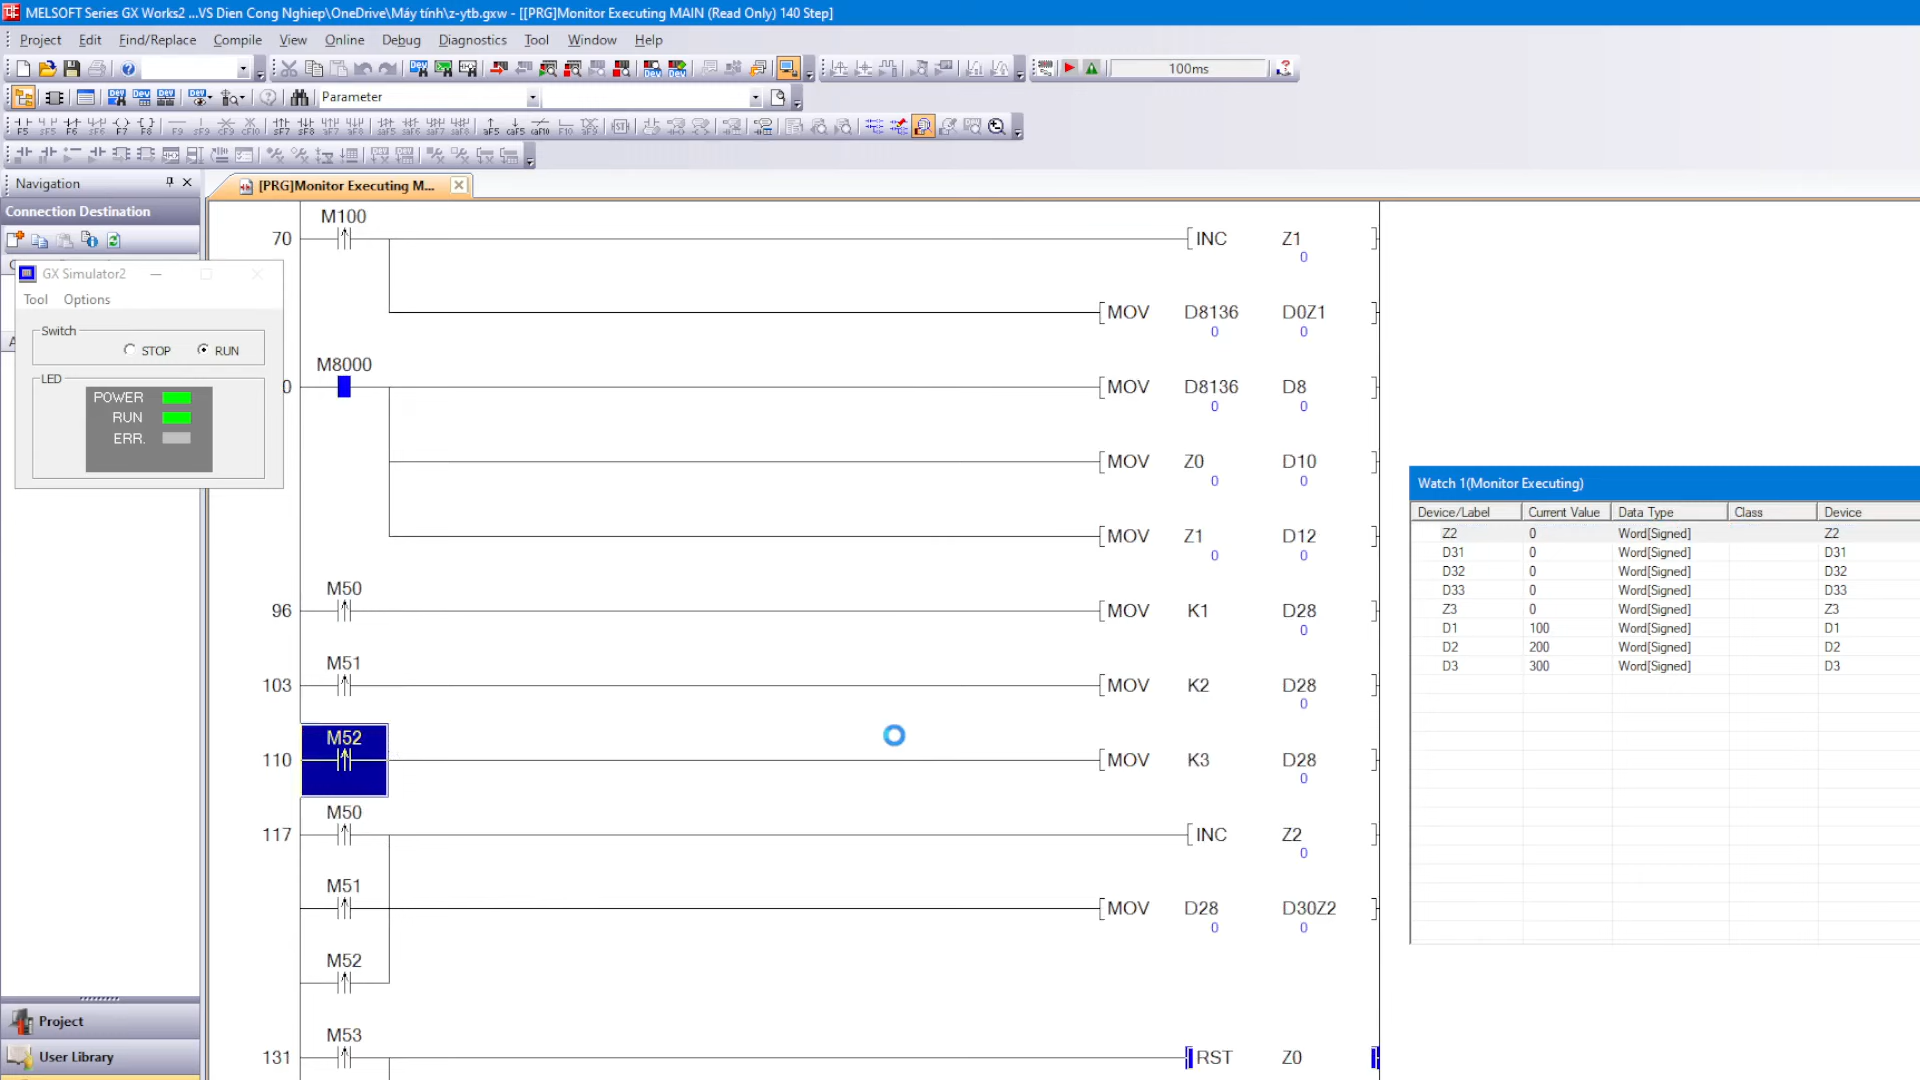 MELSOFT Series GX Works2 ...VS Dien Cong Nghiep\OneDrive\Máy tính\z-ytb.gxw - [[PRG]Monitor Executing MAIN (Read Only) 140 Step]
Project Edit Find/Replace Compile View Online Debug Diagnostics Tool Window Help
100ms
Parameter
Navigation
[PRG]Monitor Executing M...
Connection Destination
GX Simulator2
Tool Options
Switch
STOP RUN
LED
POWER
RUN
ERR.
M100
70 INC Z1
0
MOV D8136 D0Z1
0 0
M8000
0 MOV D8136 D8
0 0
MOV Z0 D10
0 0
MOV Z1 D12
0 0
M50
96 MOV K1 D28
0
M51
103 MOV K2 D28
0
M52
110 MOV K3 D28
0
M50
117 INC Z2
0
M51
MOV D28 D30Z2
0 0
M52
M53
131 RST Z0
Watch 1(Monitor Executing)
Device/Label Current Value Data Type Class Device
Z2 0 Word[Signed] Z2
D31 0 Word[Signed] D31
D32 0 Word[Signed] D32
D33 0 Word[Signed] D33
Z3 0 Word[Signed] Z3
D1 100 Word[Signed] D1
D2 200 Word[Signed] D2
D3 300 Word[Signed] D3
Project
User Library